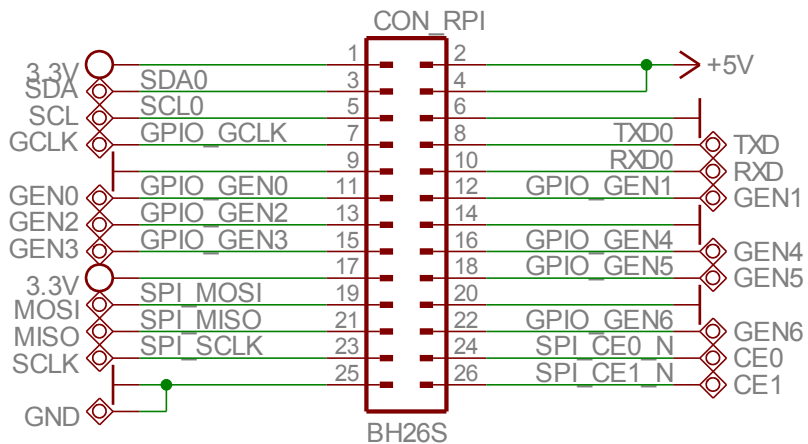 CON_RPI
3.3V 1 2 +5V
SDA SDA0 3 4
SCL SCL0 5 6
GCLK GPIO_GCLK 7 8 TXD0 TXD
9 10 RXD0 RXD
GEN0 GPIO_GEN0 11 12 GPIO_GEN1 GEN1
GEN2 GPIO_GEN2 13 14
GEN3 GPIO_GEN3 15 16 GPIO_GEN4 GEN4
3.3V 17 18 GPIO_GEN5 GEN5
MOSI SPI_MOSI 19 20
MISO SPI_MISO 21 22 GPIO_GEN6 GEN6
SCLK SPI_SCLK 23 24 SPI_CE0_N CE0
25 26 SPI_CE1_N CE1
GND
BH26S